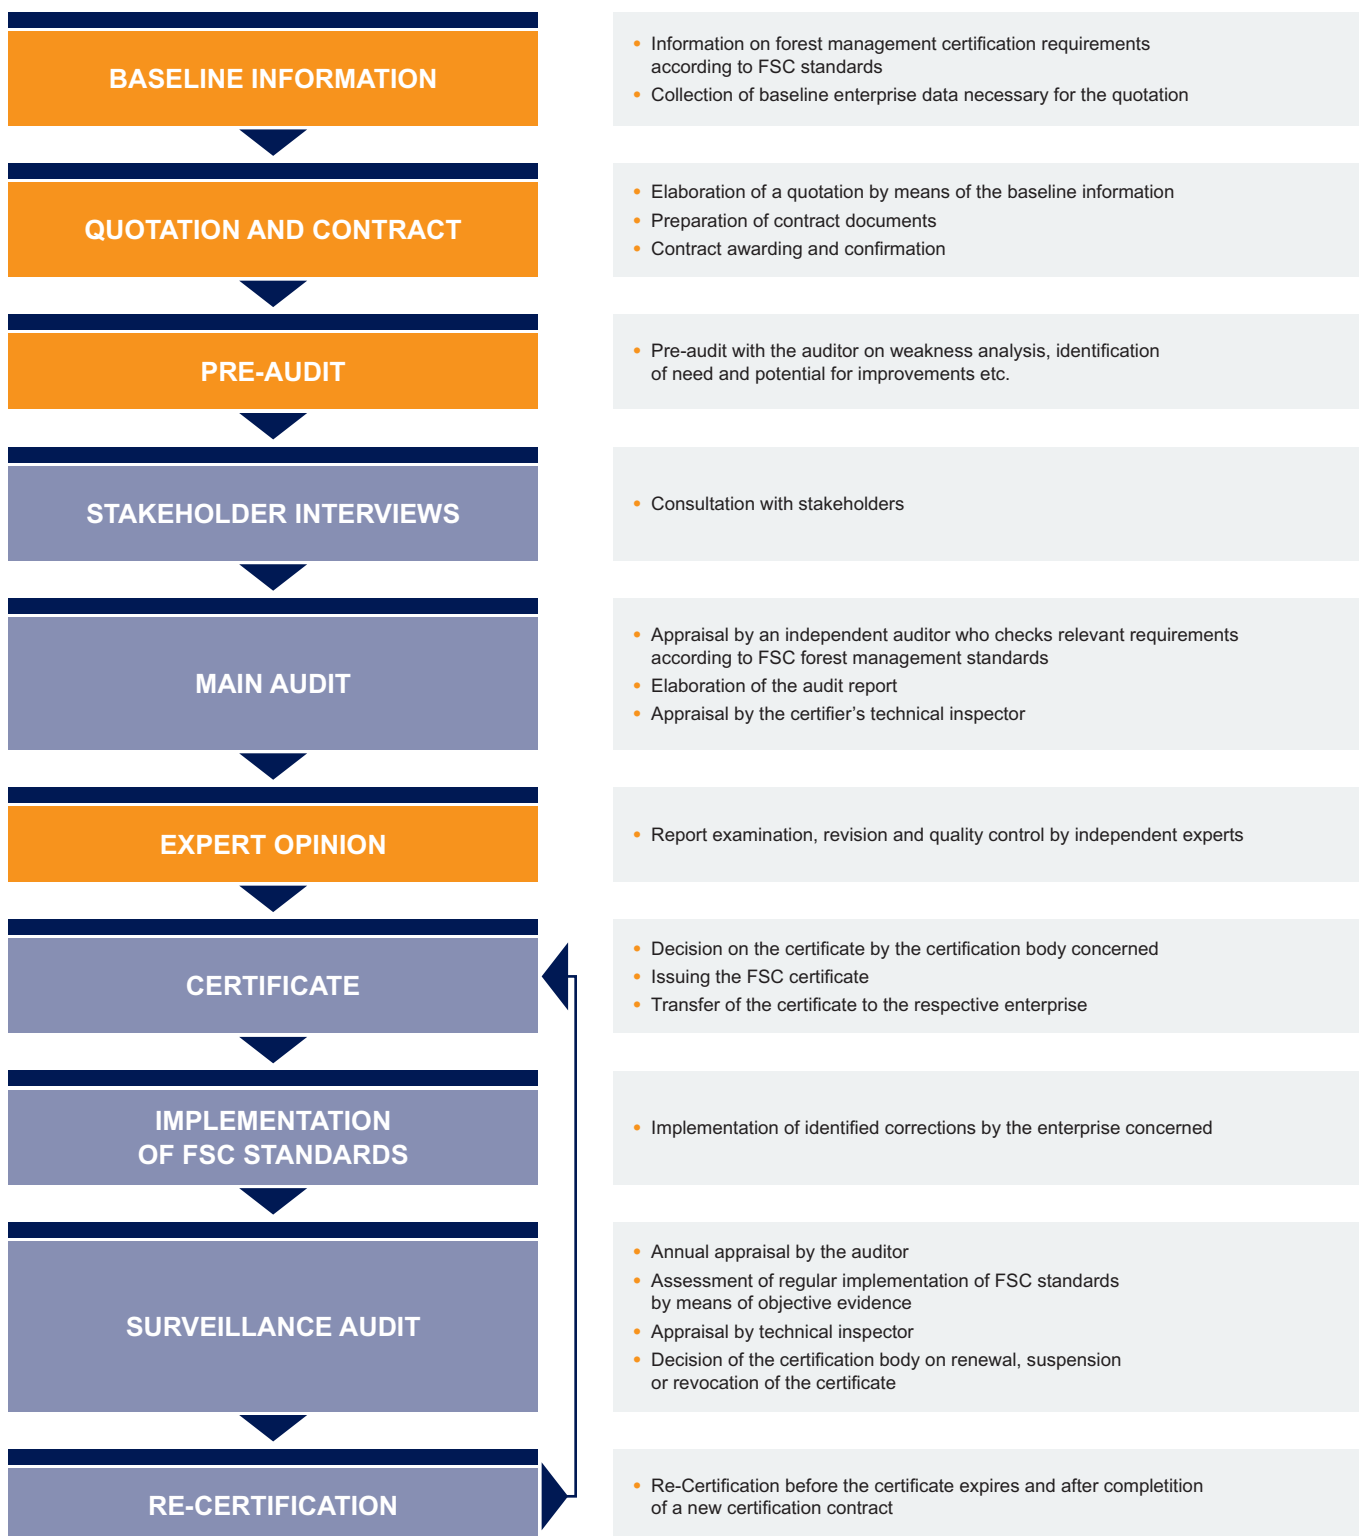 BASELINE INFORMATION
• Information on forest management certification requirements
according to FSC standards
• Collection of baseline enterprise data necessary for the quotation
QUOTATION AND CONTRACT
• Elaboration of a quotation by means of the baseline information
• Preparation of contract documents
• Contract awarding and confirmation
PRE-AUDIT
• Pre-audit with the auditor on weakness analysis, identification
of need and potential for improvements etc.
STAKEHOLDER INTERVIEWS
• Consultation with stakeholders
MAIN AUDIT
• Appraisal by an independent auditor who checks relevant requirements
according to FSC forest management standards
• Elaboration of the audit report
• Appraisal by the certifier’s technical inspector
EXPERT OPINION
• Report examination, revision and quality control by independent experts
CERTIFICATE
• Decision on the certificate by the certification body concerned
• Issuing the FSC certificate
• Transfer of the certificate to the respective enterprise
IMPLEMENTATION
OF FSC STANDARDS
• Implementation of identified corrections by the enterprise concerned
SURVEILLANCE AUDIT
• Annual appraisal by the auditor
• Assessment of regular implementation of FSC standards
by means of objective evidence
• Appraisal by technical inspector
• Decision of the certification body on renewal, suspension
or revocation of the certificate
RE-CERTIFICATION
• Re-Certification before the certificate expires and after completition
of a new certification contract